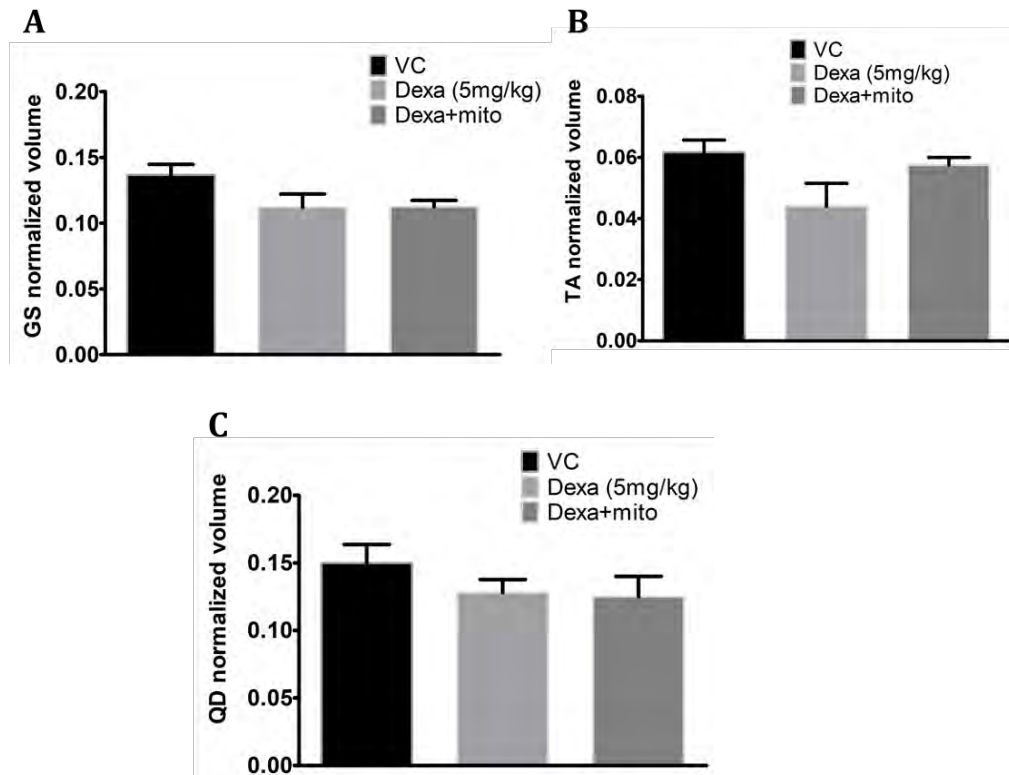 A
VC
Dexa (5mg/kg)
Dexa+mito
GS normalized volume
0.20
0.15
0.10
0.05
0.00
B
VC
Dexa (5mg/kg)
Dexa+mito
TA normalized volume
0.08
0.06
0.04
0.02
0.00
C
VC
Dexa (5mg/kg)
Dexa+mito
QD normalized volume
0.20
0.15
0.10
0.05
0.00